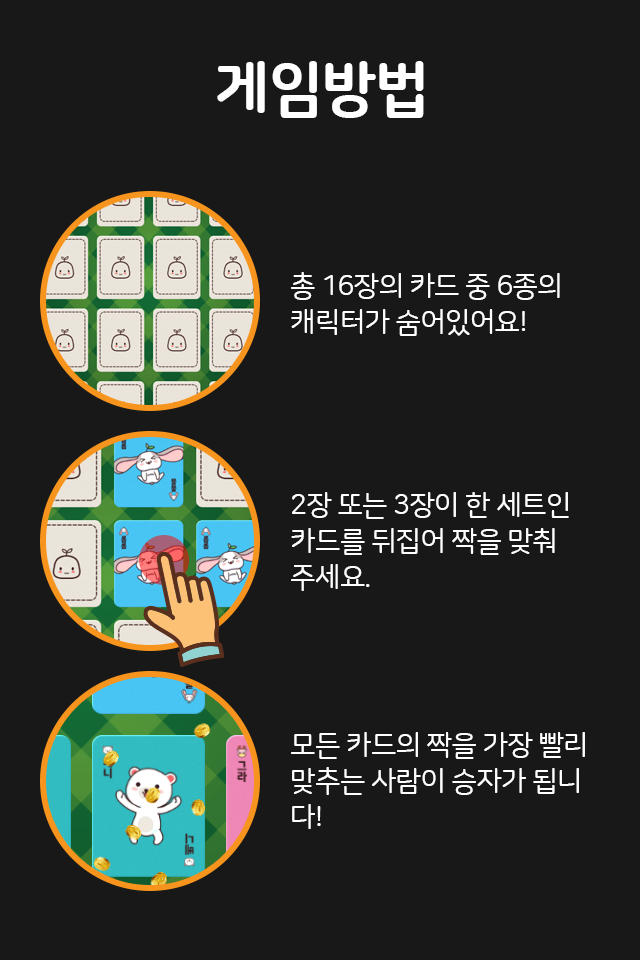 게임방법
총 16장의 카드 중 6종의
캐릭터가 숨어있어요!
2장 또는 3장이 한 세트인
카드를 뒤집어 짝을 맞춰
주세요.
니
그라
모든 카드의 짝을 가장 빨리
맞추는 사람이 승자가 됩니
다!